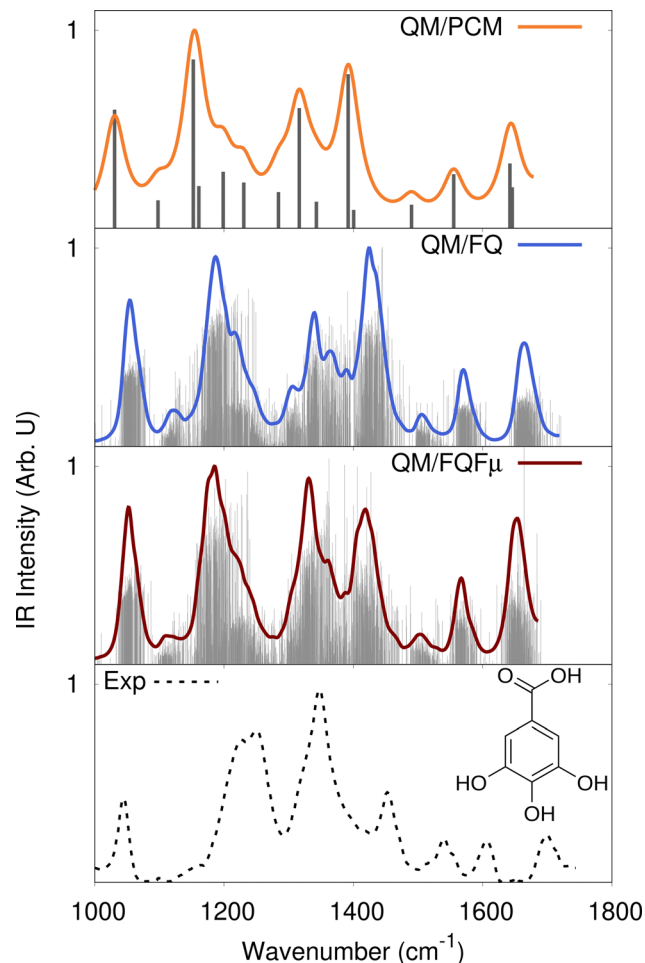 1
QM/PCM
1
QM/FQ
1
QM/FQFμ
1
Exp
O
OH
HO
OH
OH
1000
1200
1400
1600
1800
Wavenumber (cm⁻¹)
IR Intensity (Arb. U)